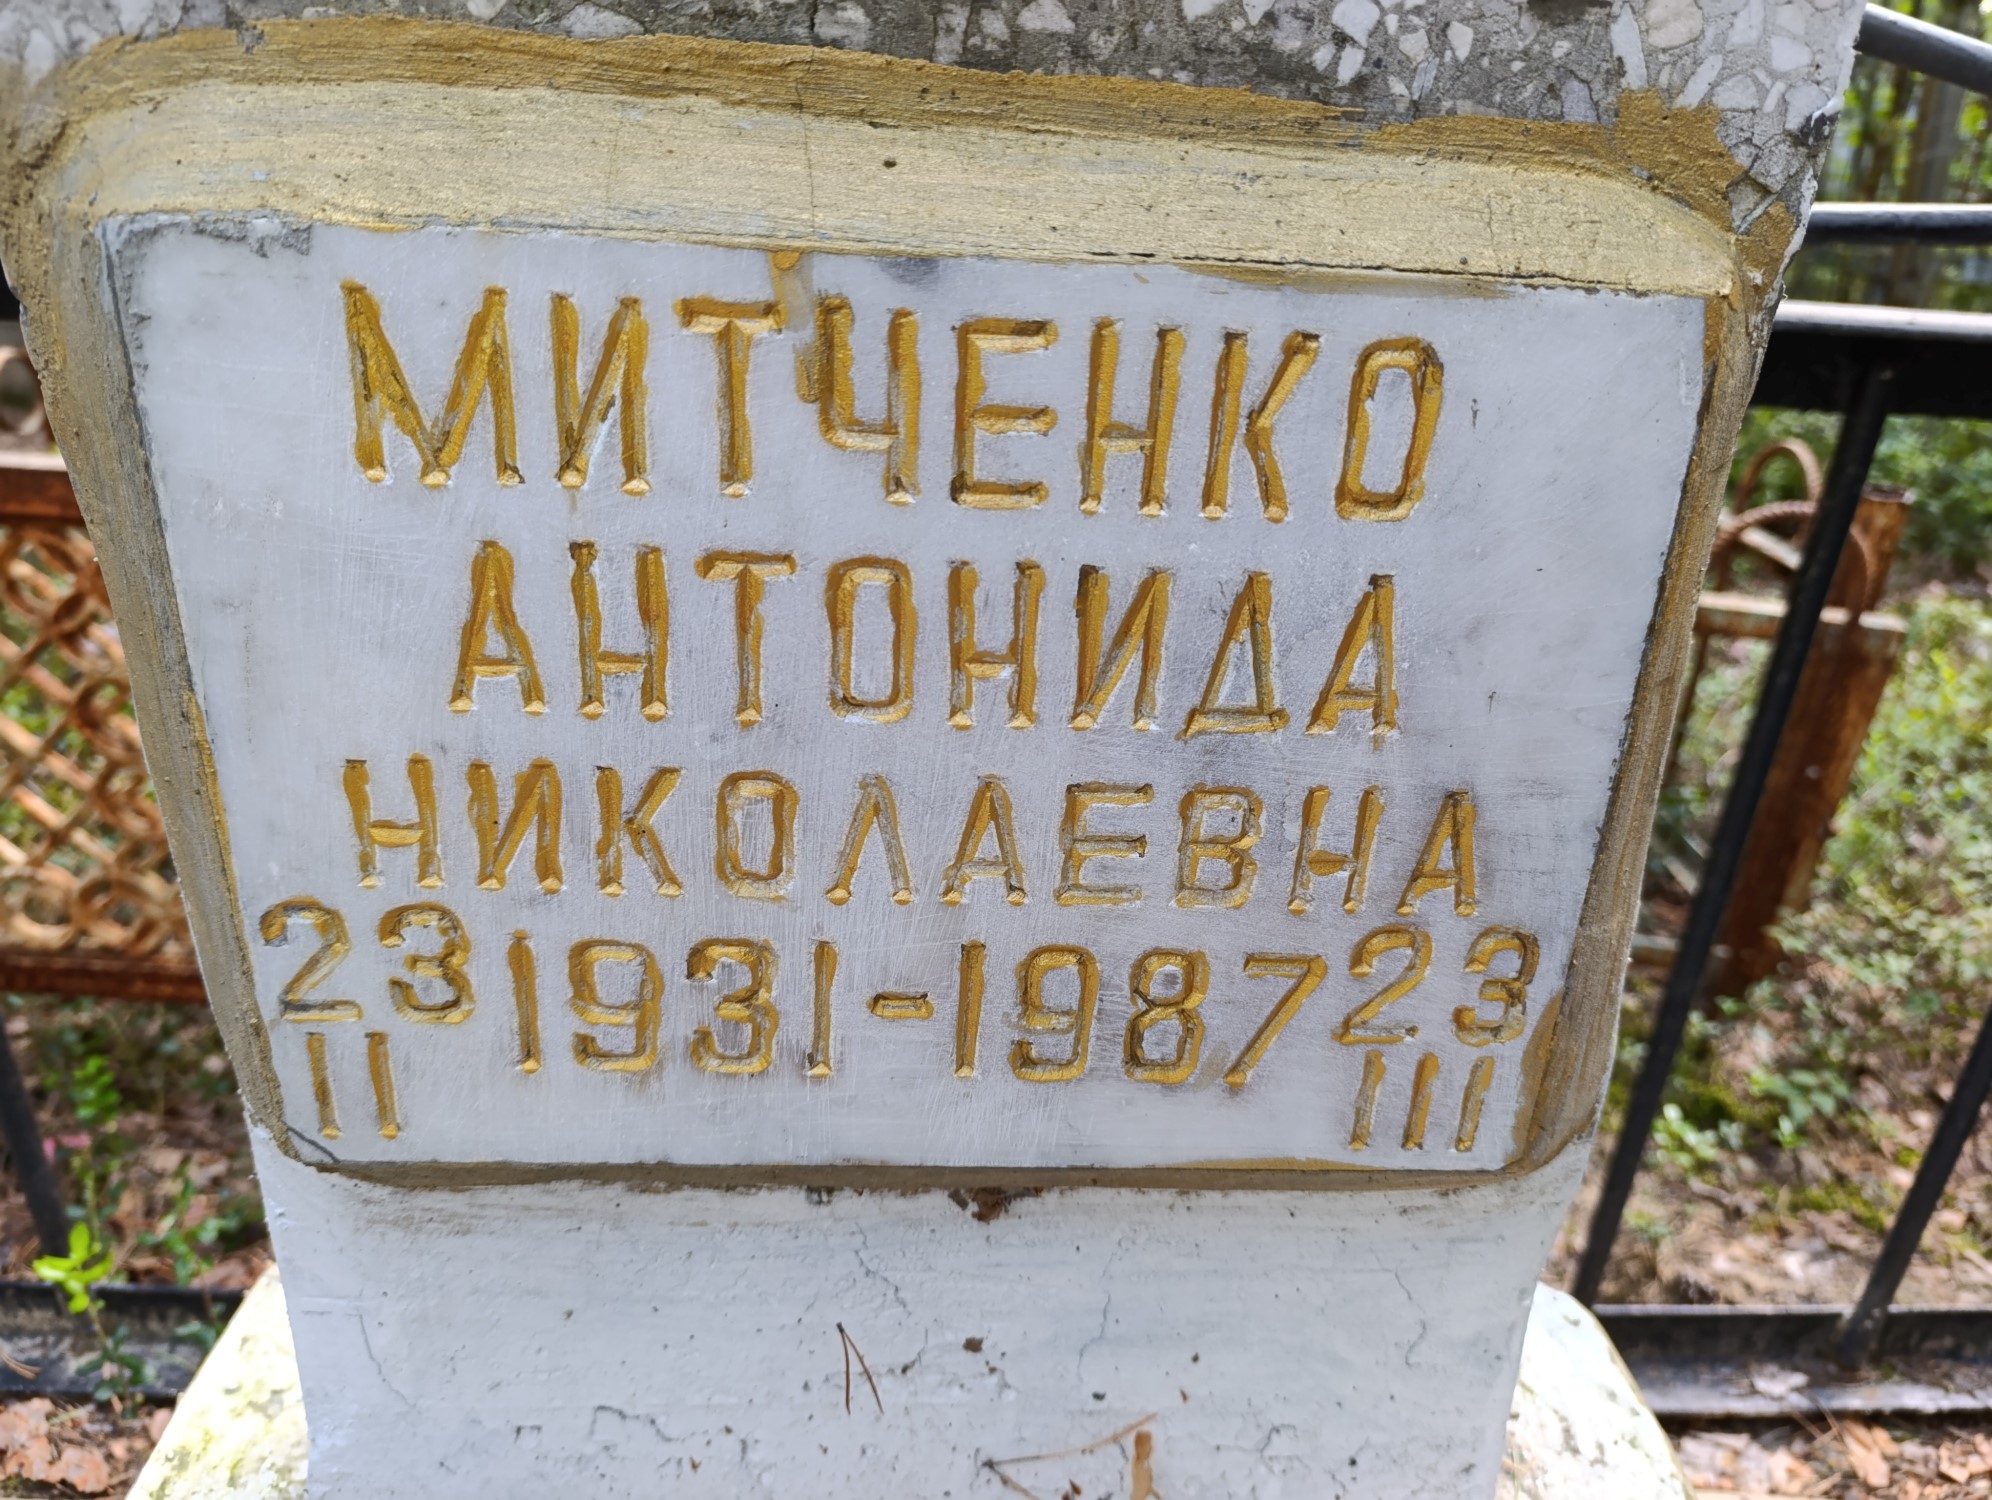 МИТЧЕНКО
АНТОНИДА
НИКОЛАЕВНА
23 1931-1987 23
II III